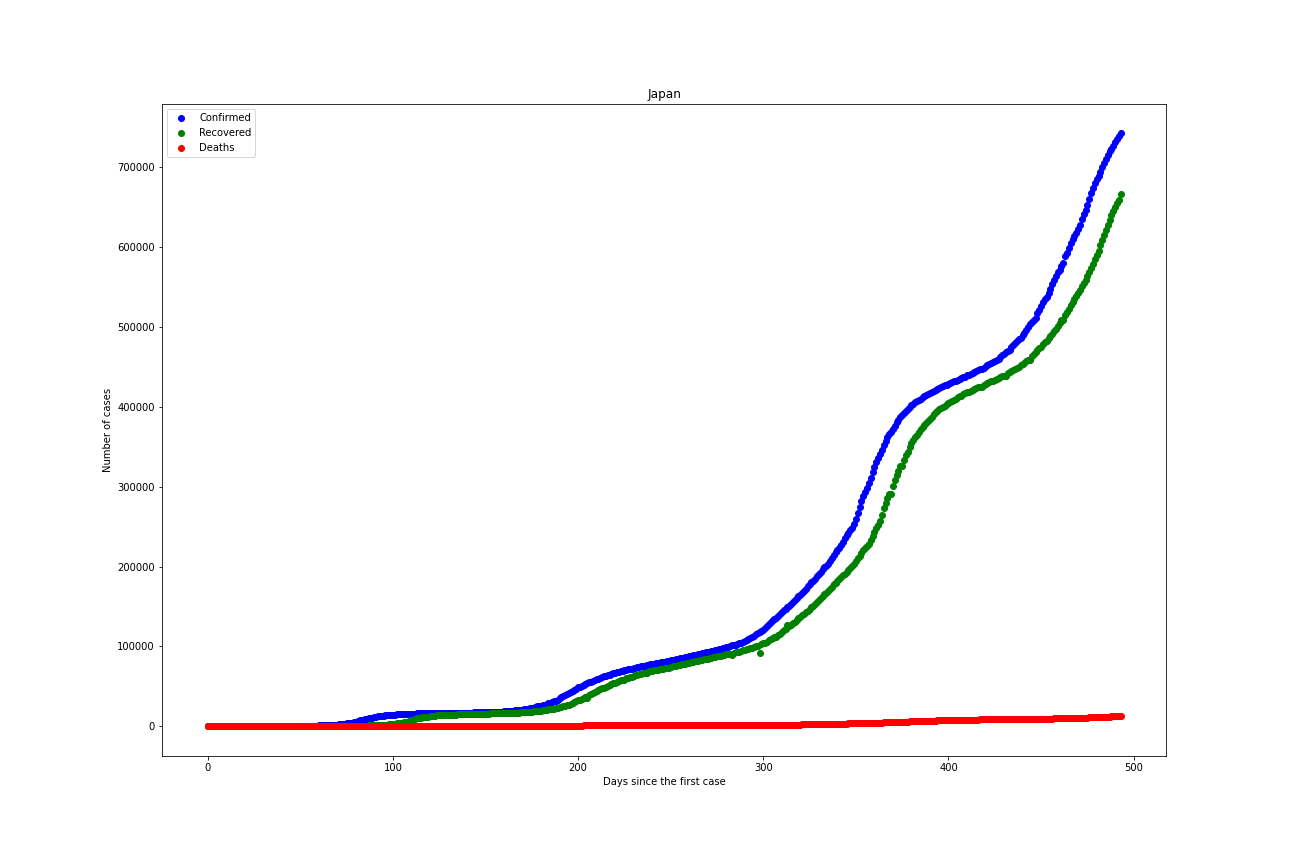 Japan
Confirmed
Recovered
Deaths
700000
600000
500000
400000
300000
200000
100000
0
Number of cases
0 100 200 300 400 500
Days since the first case